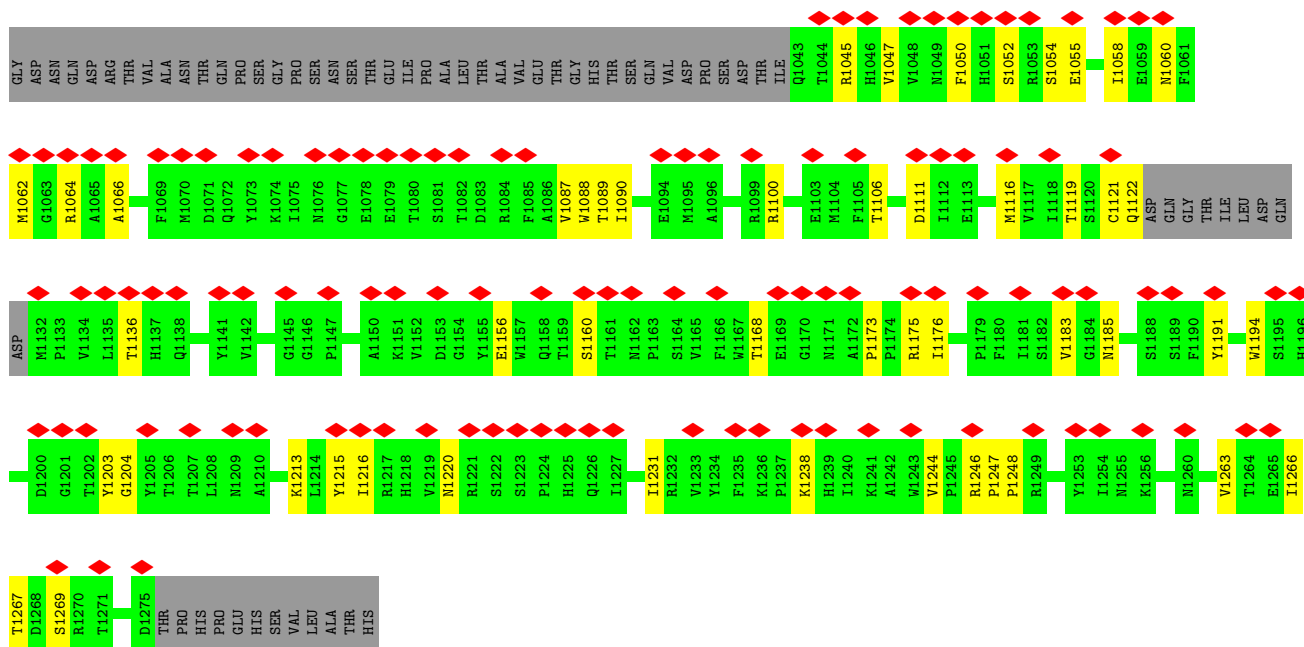 GLY ASP ASN GLN ASP ARG THR VAL ALA ASN THR GLN PRO SER GLY PRO SER ASN SER THR GLU ILE PRO ALA LEU THR ALA VAL GLU THR GLY HIS THR SER GLN VAL ASP PRO SER ASP THR ILE Q1043 T1044 R1045 H1046 V1047 V1048 N1049 F1050 H1051 S1052 R1053 S1054 E1055 I1058 E1059 N1060 F1061
M1062 G1063 R1064 A1065 A1066 F1069 M1070 D1071 Q1072 Y1073 K1074 I1075 N1076 G1077 E1078 E1079 T1080 S1081 T1082 D1083 R1084 F1085 A1086 V1087 W1088 T1089 I1090 E1094 M1095 A1096 R1099 R1100 E1103 M1104 F1105 T1106 D1111 I1112 E1113 M1116 V1117 I1118 T1119 S1120 C1121 Q1122 ASP GLN GLY THR ILE LEU ASP GLN
ASP M1132 P1133 V1134 L1135 T1136 H1137 Q1138 Y1141 V1142 G1145 G1146 P1147 A1150 K1151 V1152 D1153 G1154 Y1155 E1156 W1157 Q1158 T1159 S1160 T1161 N1162 P1163 S1164 V1165 F1166 W1167 T1168 E1169 G1170 N1171 A1172 P1173 P1174 R1175 I1176 P1179 F1180 I1181 S1182 V1183 G1184 N1185 S1188 S1189 F1190 Y1191 W1194 S1195 H1196
D1200 G1201 T1202 Y1203 G1204 Y1205 T1206 T1207 L1208 N1209 A1210 K1213 L1214 Y1215 I1216 R1217 H1218 V1219 N1220 R1221 S1222 S1223 P1224 H1225 Q1226 I1227 I1231 R1232 V1233 Y1234 F1235 K1236 P1237 K1238 H1239 I1240 K1241 A1242 W1243 V1244 P1245 R1246 P1247 P1248 R1249 Y1253 I1254 N1255 K1256 N1260 V1263 T1264 E1265 I1266
T1267 D1268 S1269 R1270 T1271 D1275 THR PRO HIS PRO GLU HIS SER VAL LEU ALA THR HIS